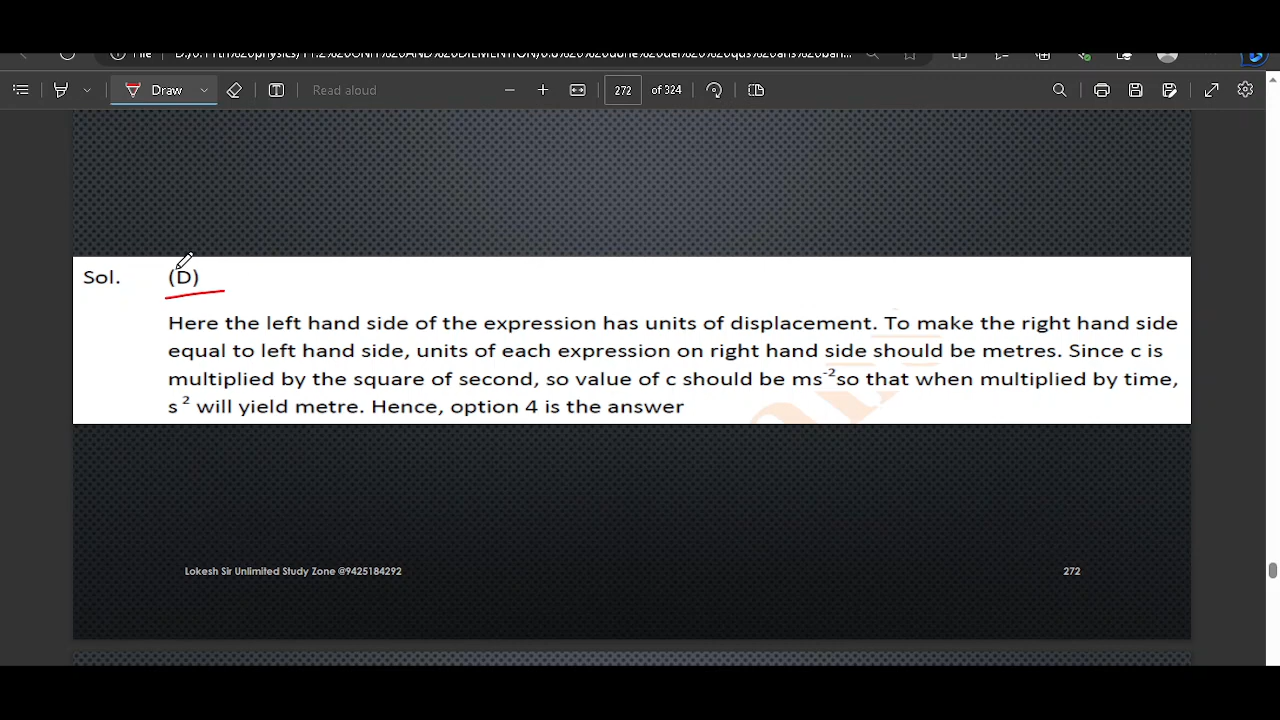 File
Draw
Read aloud
272 of 324
Sol. (D)
Here the left hand side of the expression has units of displacement. To make the right hand side
equal to left hand side, units of each expression on right hand side should be metres. Since c is
multiplied by the square of second, so value of c should be ms⁻²so that when multiplied by time,
s ² will yield metre. Hence, option 4 is the answer
Lokesh Sir Unlimited Study Zone @9425184292
272